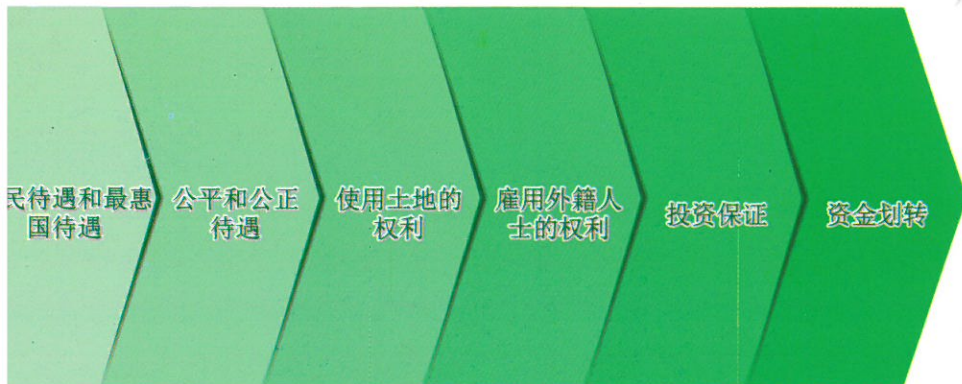 民待遇和最惠
国待遇
公平和公正
待遇
使用土地的
权利
雇用外籍人
士的权利
投资保证
资金划转